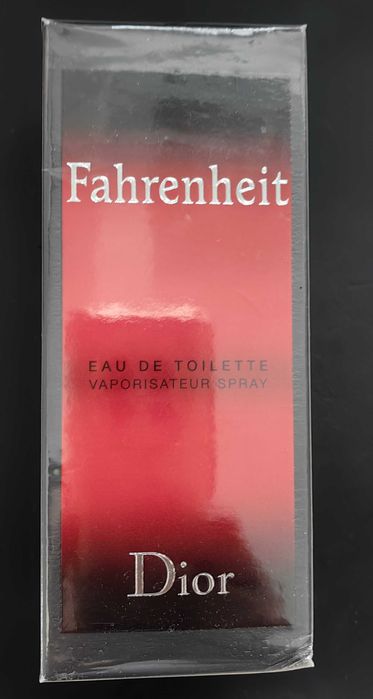 Fahrenheit
EAU DE TOILETTE
VAPORISATEUR SPRAY
Dior